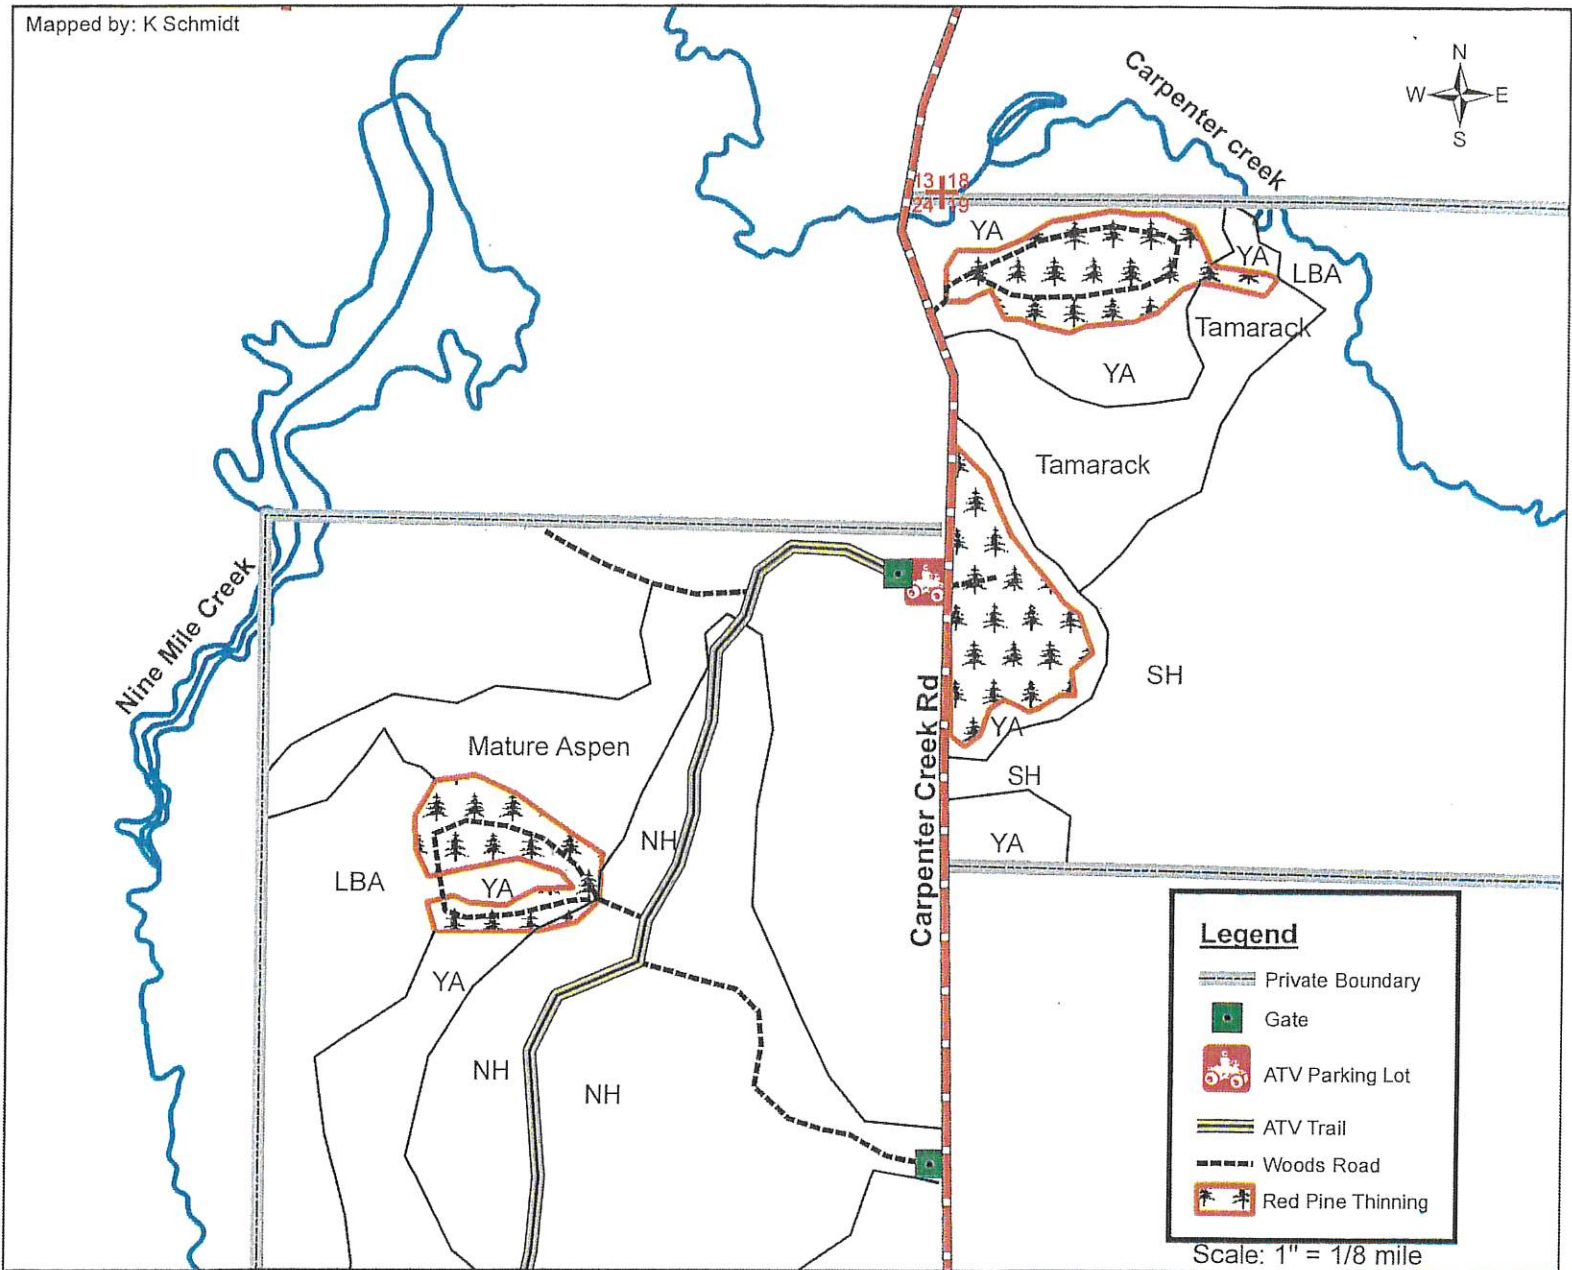 Mapped by: K Schmidt
N
W E
S
Carpenter creek
13 18
24 19
YA
YA
LBA
Tamarack
YA
Tamarack
Nine Mile Creek
SH
Carpenter Creek Rd
YA
Mature Aspen
SH
NH
YA
LBA
YA
YA
NH
NH
Legend
Private Boundary
Gate
ATV Parking Lot
ATV Trail
Woods Road
Red Pine Thinning
Scale: 1" = 1/8 mile